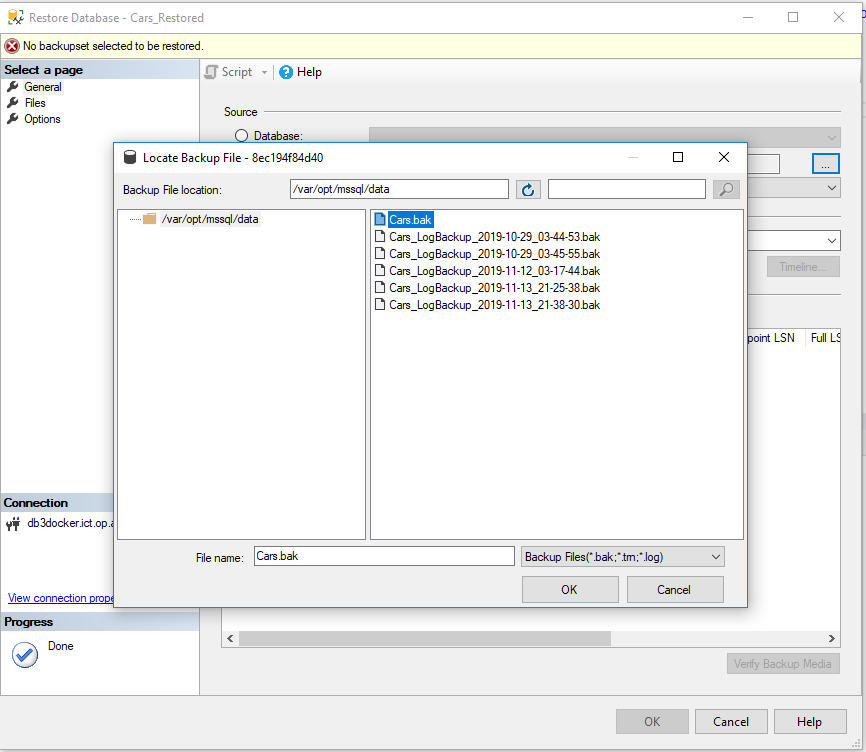 Restore Database - Cars_Restored
No backupset selected to be restored.
Select a page
General
Files
Options
Script
Help
Source
Database:
...
Timeline...
point LSN
Full LS
Locate Backup File - 8ec194f84d40
Backup File location:
/var/opt/mssql/data
/var/opt/mssql/data
Cars.bak
Cars_LogBackup_2019-10-29_03-44-53.bak
Cars_LogBackup_2019-10-29_03-45-55.bak
Cars_LogBackup_2019-11-12_03-17-44.bak
Cars_LogBackup_2019-11-13_21-25-38.bak
Cars_LogBackup_2019-11-13_21-38-30.bak
File name:
Cars.bak
Backup Files(*.bak;*.trn;*.log)
OK
Cancel
Connection
db3docker.ict.op.a
View connection prope
Progress
Done
Verify Backup Media
OK
Cancel
Help